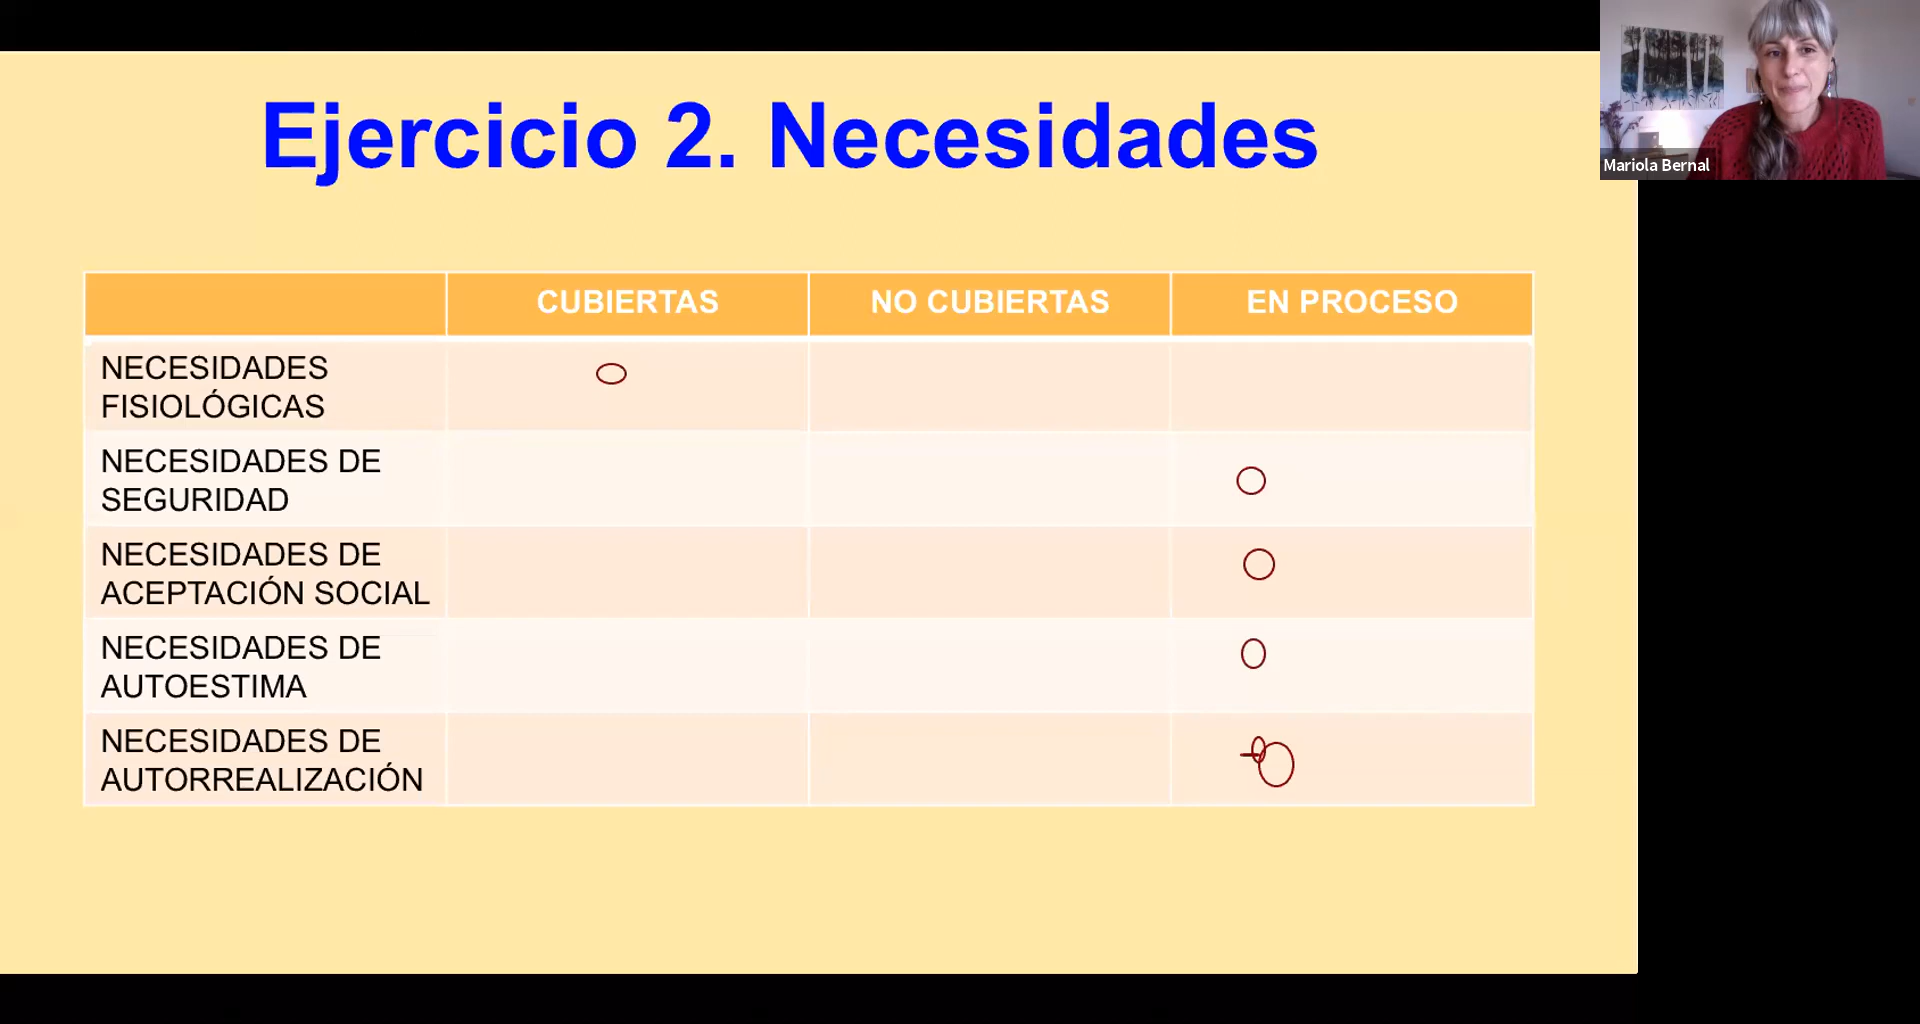 Ejercicio 2. Necesidades
Mariola Bernal
CUBIERTAS
NO CUBIERTAS
EN PROCESO
NECESIDADES
FISIOLÓGICAS
NECESIDADES DE
SEGURIDAD
NECESIDADES DE
ACEPTACIÓN SOCIAL
NECESIDADES DE
AUTOESTIMA
NECESIDADES DE
AUTORREALIZACIÓN